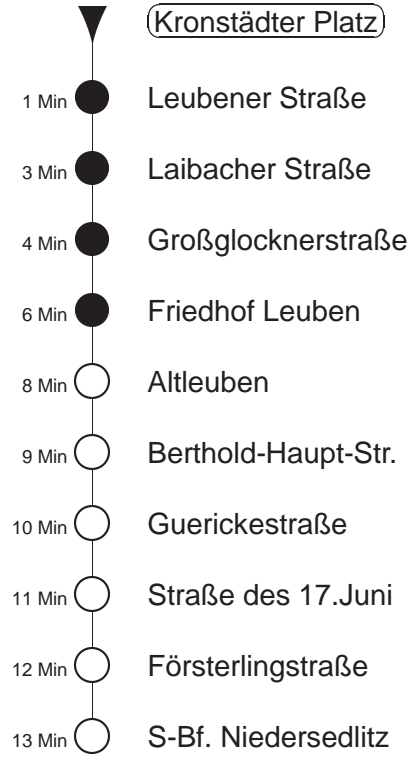 Kronstädter Platz
1 Min Leubener Straße
3 Min Laibacher Straße
4 Min Großglocknerstraße
6 Min Friedhof Leuben
8 Min Altleuben
9 Min Berthold-Haupt-Str.
10 Min Guerickestraße
11 Min Straße des 17.Juni
12 Min Försterlingstraße
13 Min S-Bf. Niedersedlitz